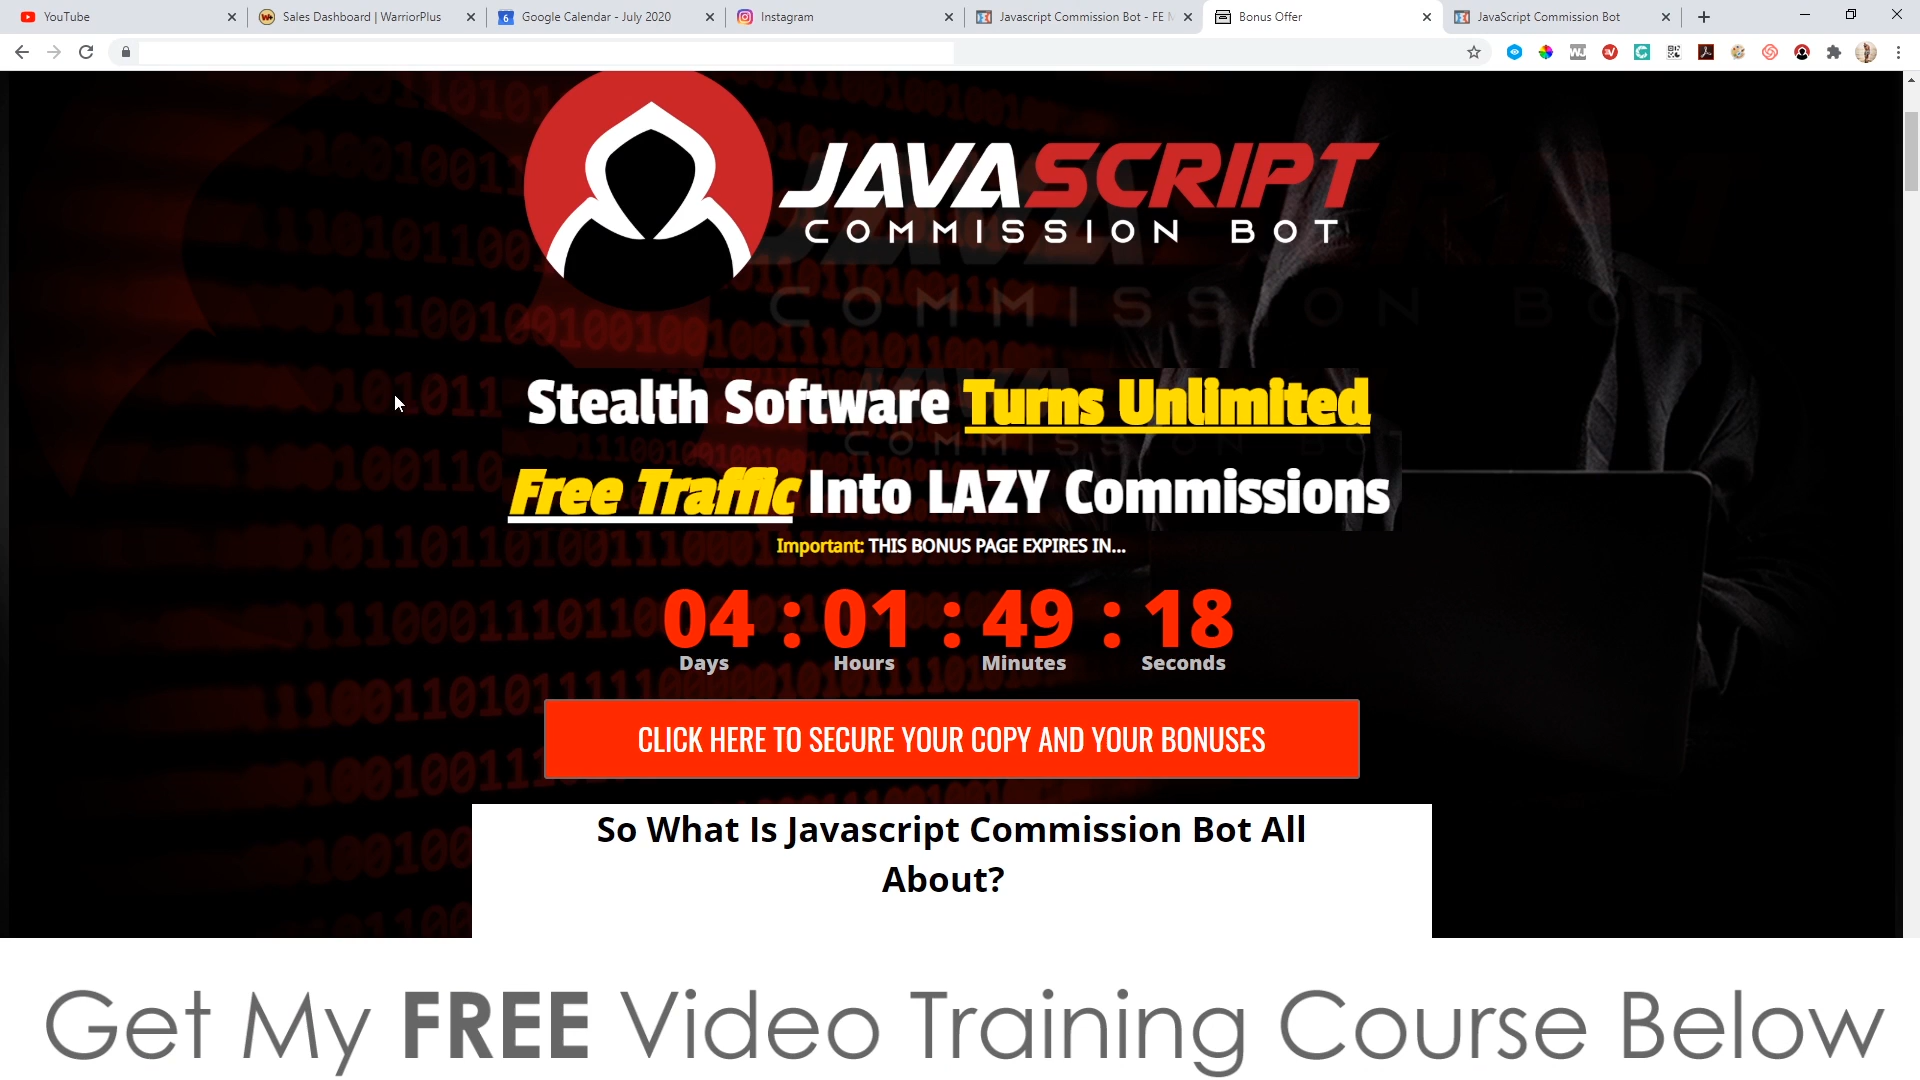 YouTube
Sales Dashboard | WarriorPlus
Google Calendar - July 2020
Instagram
Javascript Commission Bot - FE
Bonus Offer
JavaScript Commission Bot
JAVASCRIPT
COMMISSION BOT
Stealth Software Turns Unlimited
Free Traffic Into LAZY Commissions
Important: THIS BONUS PAGE EXPIRES IN...
04 : 01 : 49 : 18
Days Hours Minutes Seconds
CLICK HERE TO SECURE YOUR COPY AND YOUR BONUSES
So What Is Javascript Commission Bot All
About?
Get My FREE Video Training Course Below